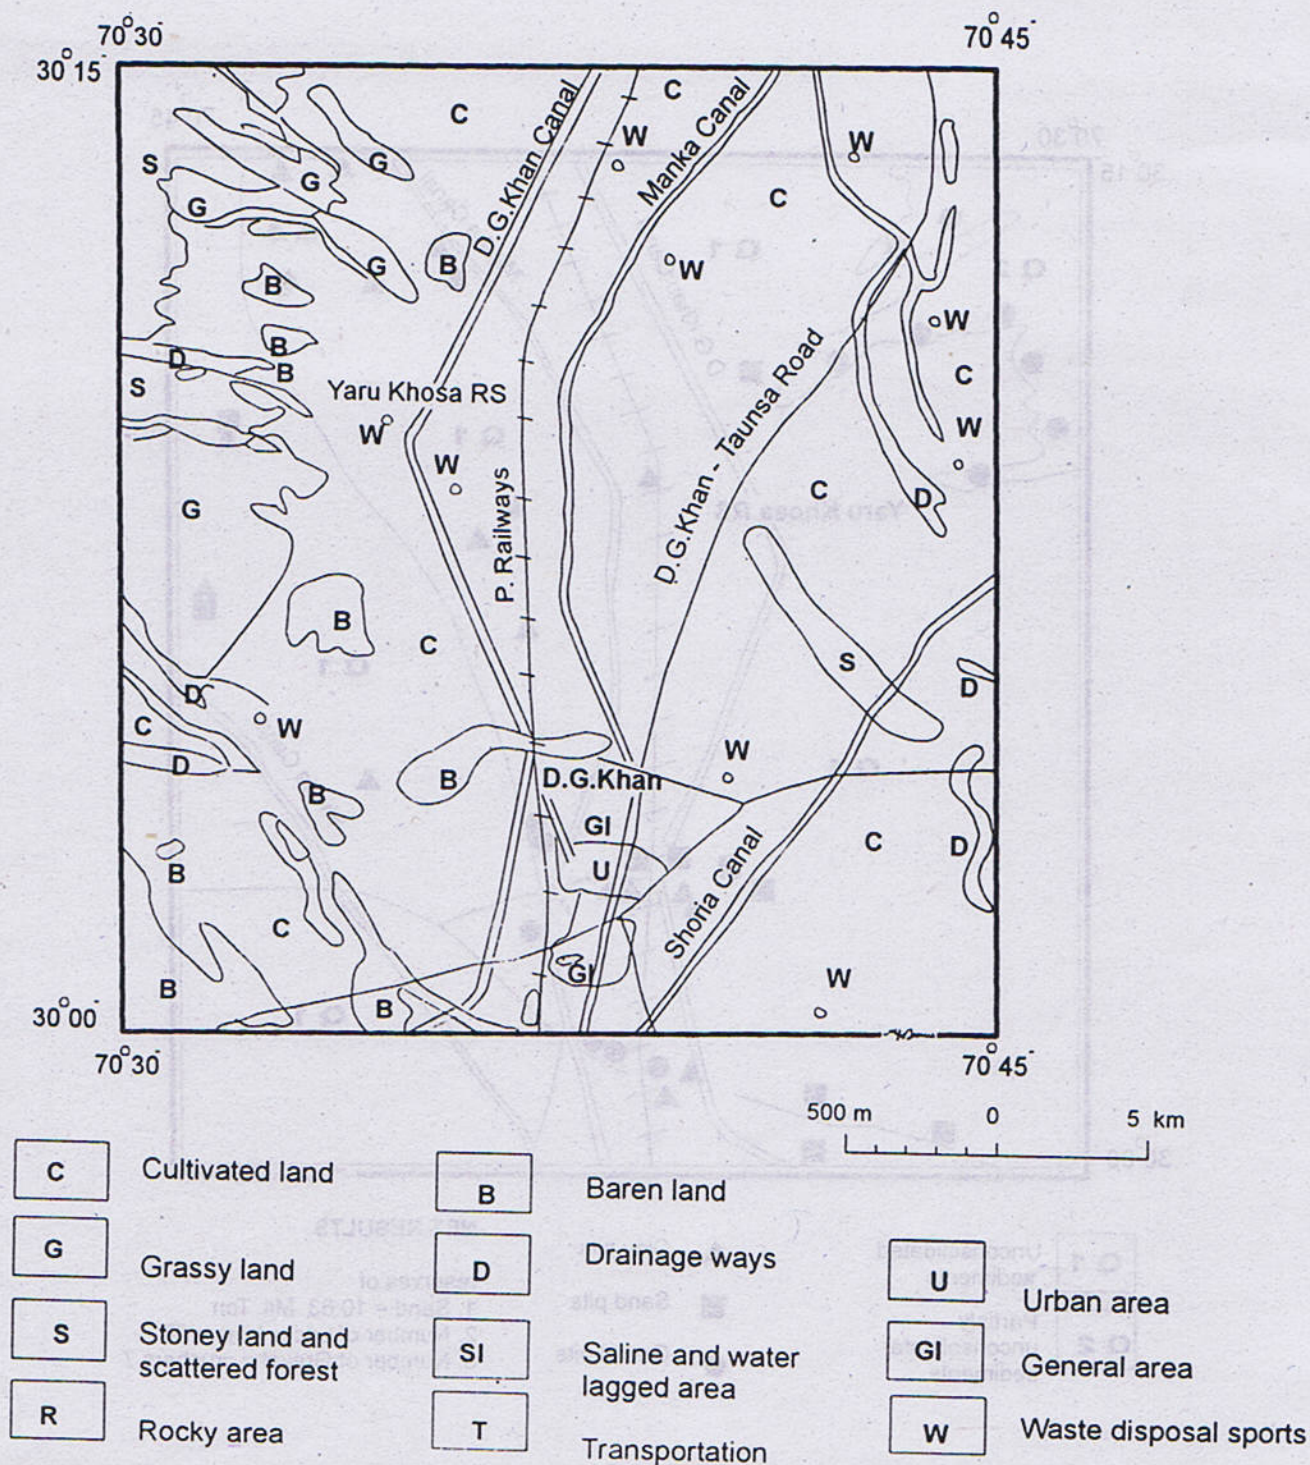 70°30' 70°45'
30°15'
C C
D.G.Khan Canal
W
Manka Canal
W
S
G G
C
G
G
B
W
B
W
B
D
B
D.G.Khan - Taunsa Road
C
S
Yaru Khosa RS
W
W
W
P. Railways
C
D
G
B
C
S
D
D
C
W
W
D
B
D.G.Khan
B
GI
C
D
B
U
Shoria Canal
C
GI
W
B
B
30°00'
70°30' 70°45'
500 m 0 5 km
C Cultivated land
G Grassy land
S Stoney land and
scattered forest
R Rocky area
B Baren land
D Drainage ways
SI Saline and water
lagged area
T Transportation
U Urban area
GI General area
W Waste disposal sports